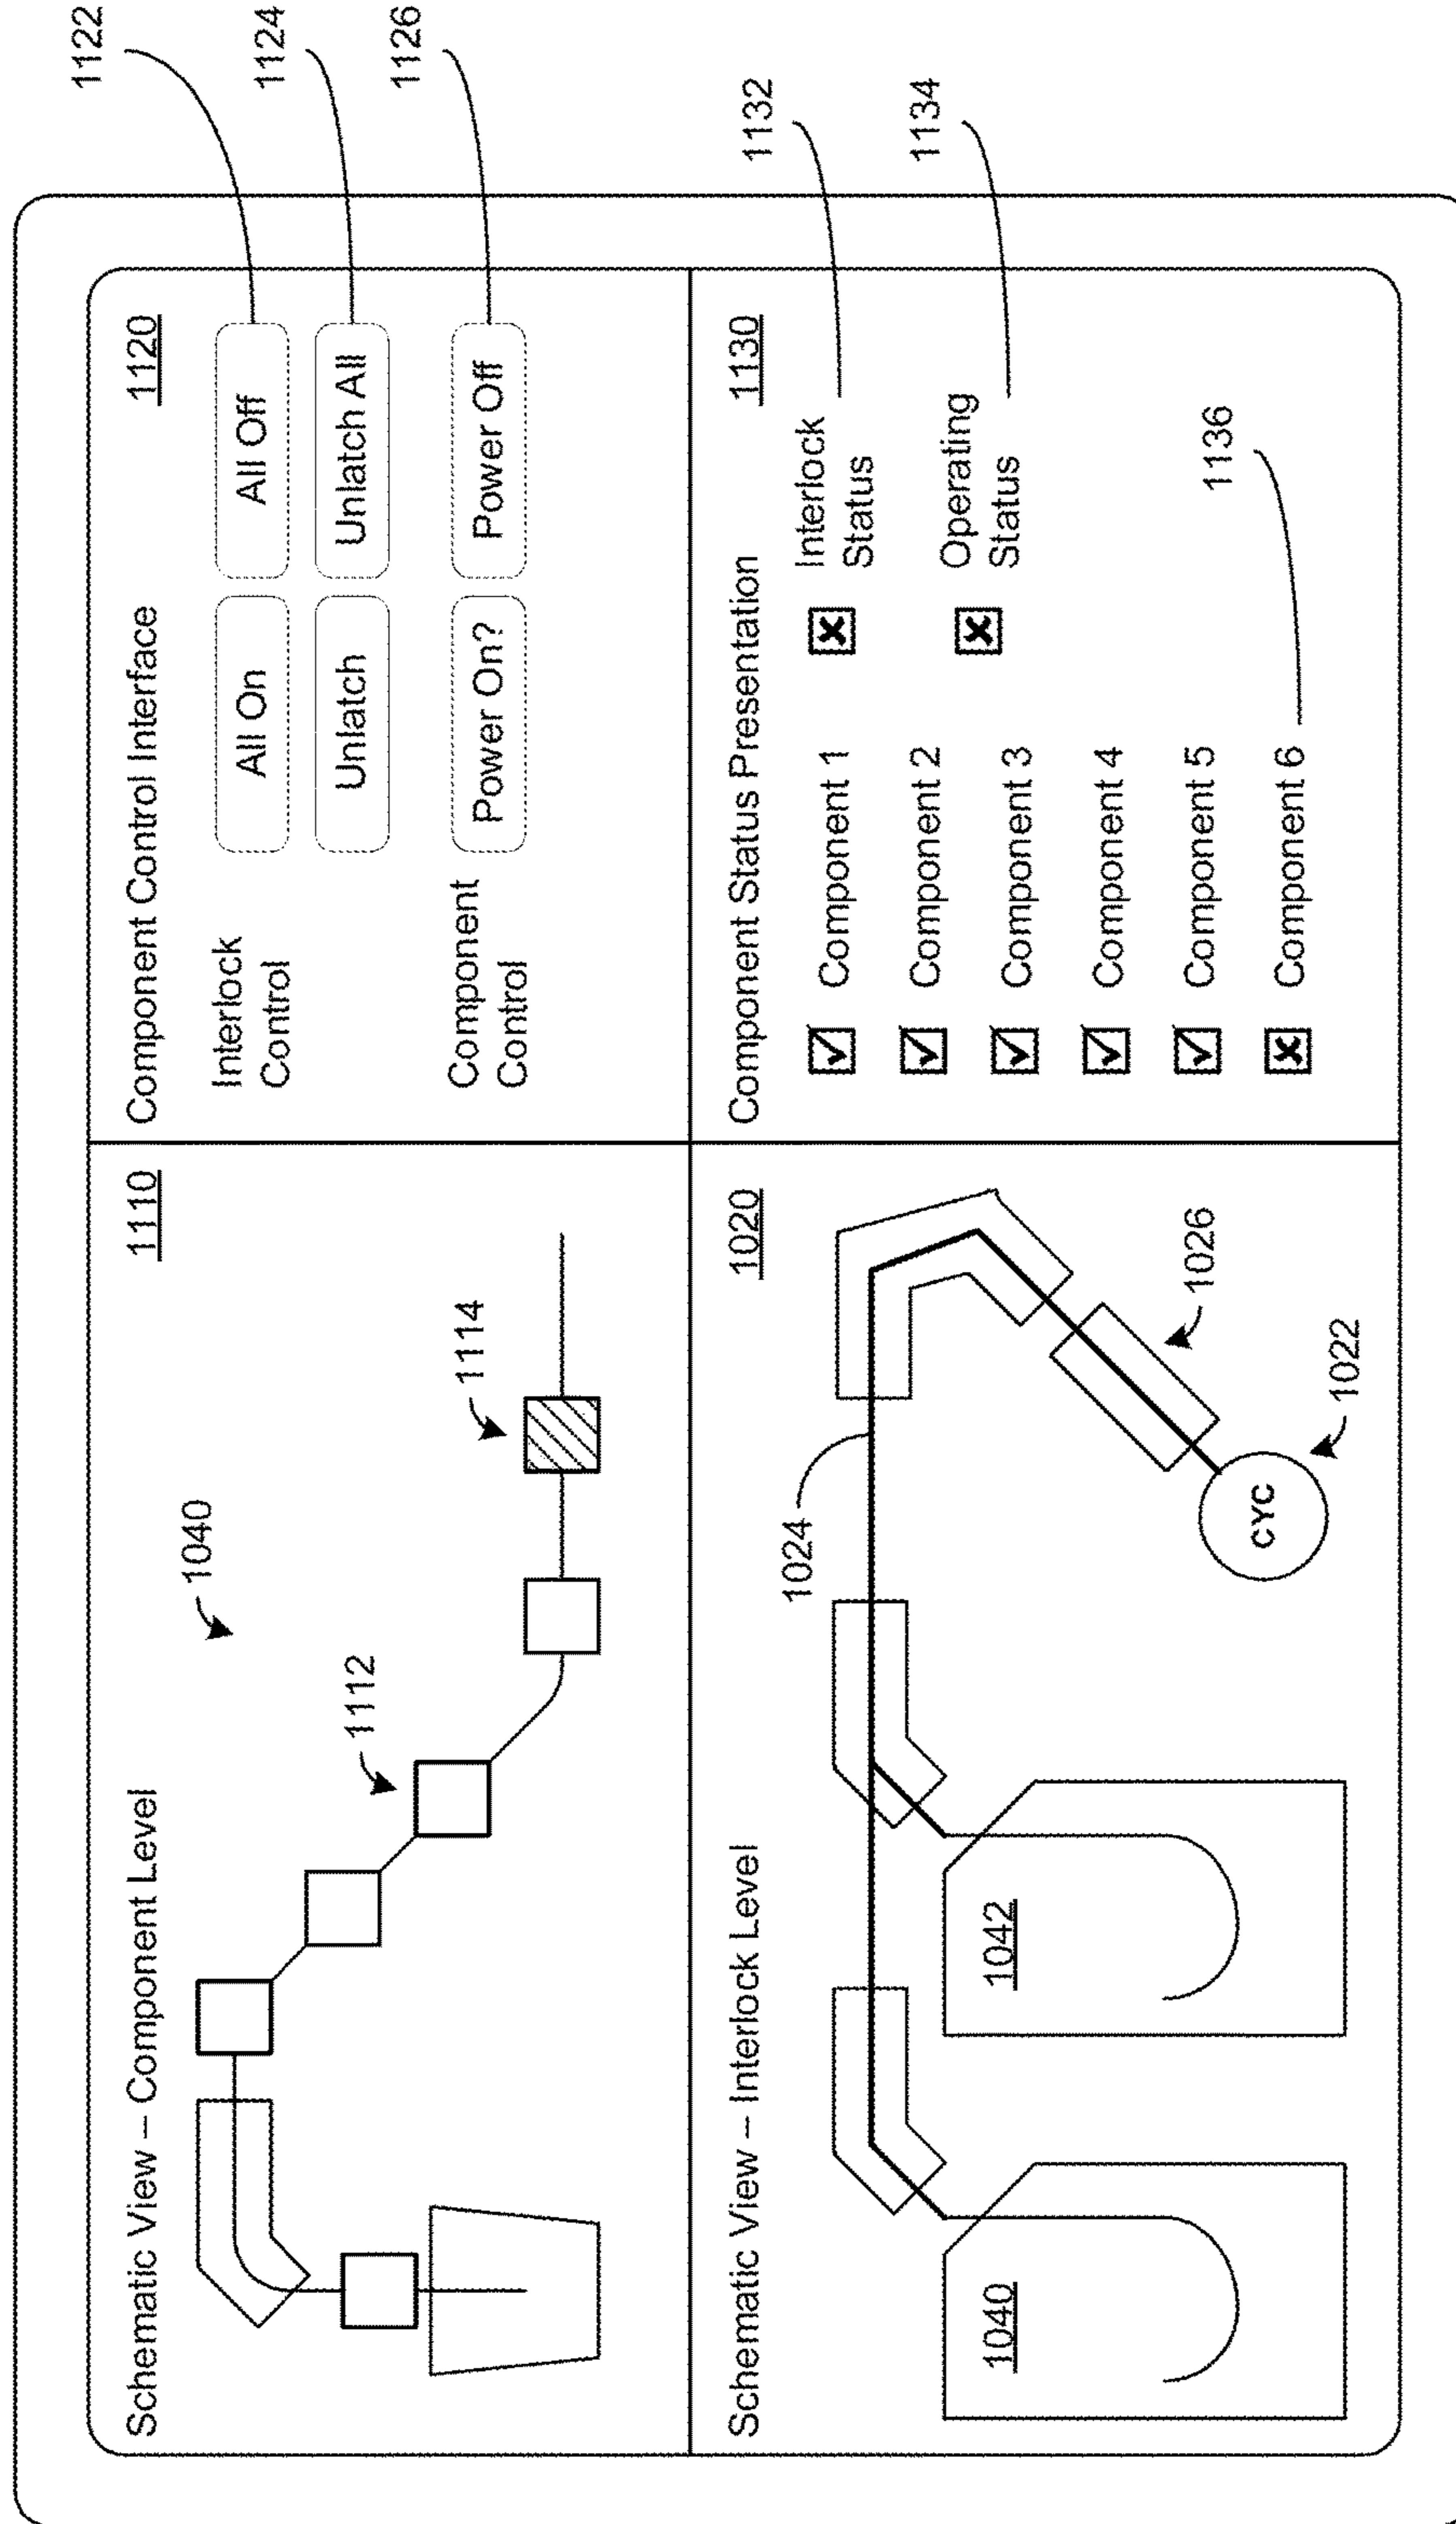 Schematic View – Component Level
1110
1040
1112
1114
Component Control Interface
1120
Interlock
Control
All On
All Off
1122
Unlatch
Unlatch All
1124
Component
Control
Power On?
Power Off
1126
Schematic View – Interlock Level
1020
1024
1026
1022
CYC
1040
1042
Component Status Presentation
1130
Component 1
Component 2
Component 3
Component 4
Component 5
Component 6
Interlock
Status
1132
Operating
Status
1134
1136